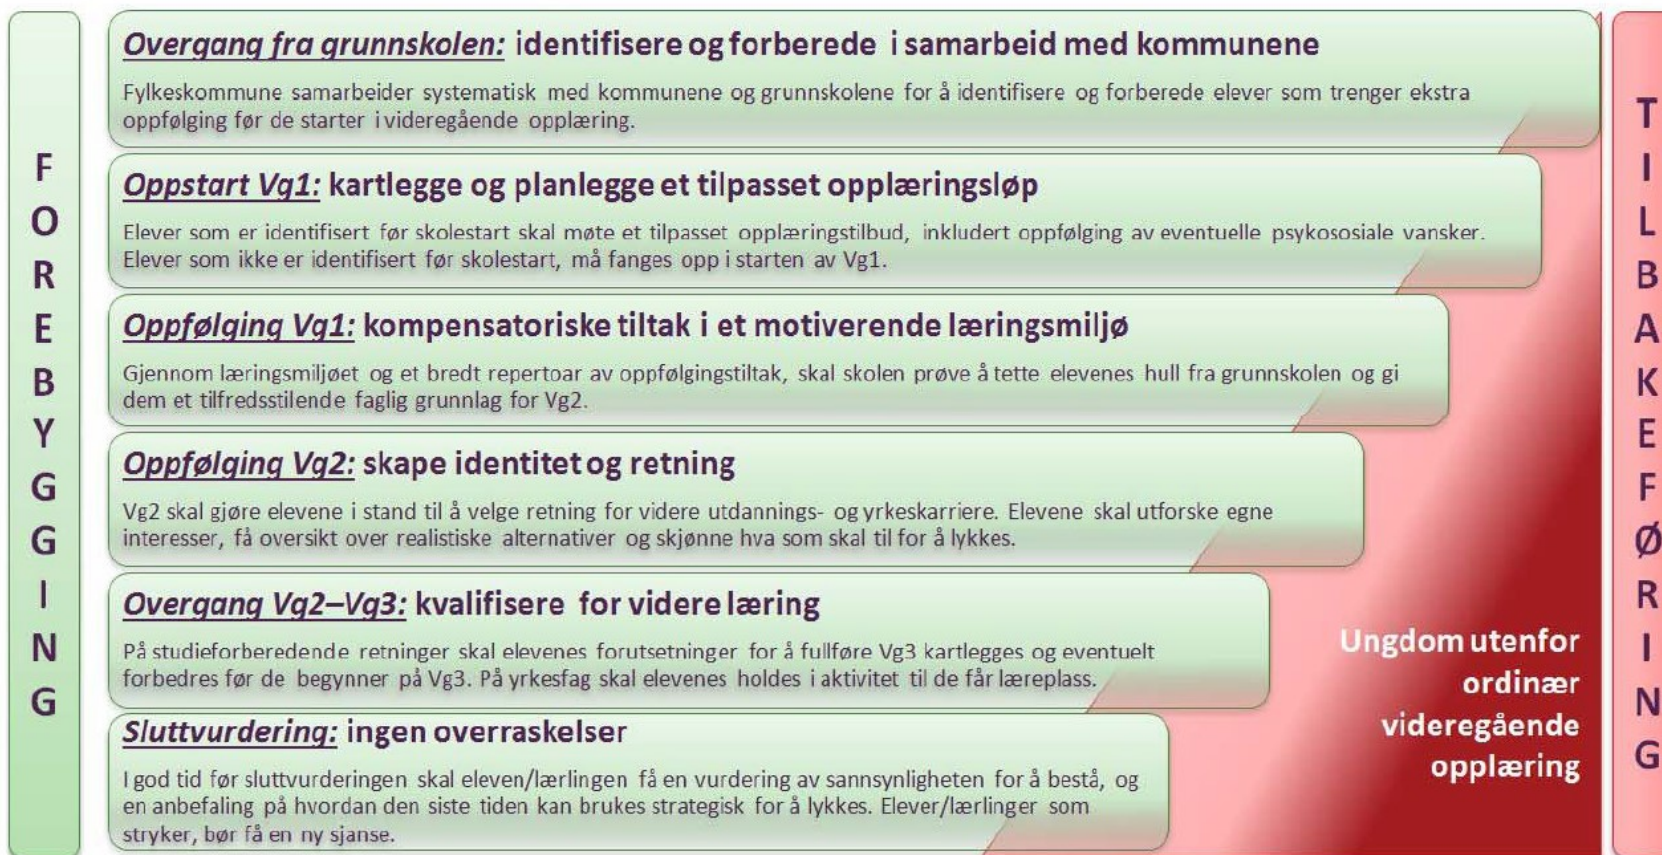 FOREBYGGING
Overgang fra grunnskolen: identifisere og forberede i samarbeid med kommunene
Fylkeskommune samarbeider systematisk med kommunene og grunnskolene for å identifisere og forberede elever som trenger ekstra
oppfølging før de starter i videregående opplæring.
Oppstart Vg1: kartlegge og planlegge et tilpasset opplæringsløp
Elever som er identifisert før skolestart skal møte et tilpasset opplæringstilbud, inkludert oppfølging av eventuelle psykososiale vansker.
Elever som ikke er identifisert før skolestart, må fanges opp i starten av Vg1.
Oppfølging Vg1: kompensatoriske tiltak i et motiverende læringsmiljø
Gjennom læringsmiljøet og et bredt repertoar av oppfølgingstiltak, skal skolen prøve å tette elevenes hull fra grunnskolen og gi
dem et tilfredsstilende faglig grunnlag for Vg2.
Oppfølging Vg2: skape identitet og retning
Vg2 skal gjøre elevene i stand til å velge retning for videre utdannings- og yrkeskarriere. Elevene skal utforske egne
interesser, få oversikt over realistiske alternativer og skjønne hva som skal til for å lykkes.
Overgang Vg2–Vg3: kvalifisere for videre læring
På studieforberedende retninger skal elevenes forutsetninger for å fullføre Vg3 kartlegges og eventuelt
forbedres før de begynner på Vg3. På yrkesfag skal elevenes holdes i aktivitet til de får læreplass.
Sluttvurdering: ingen overraskelser
I god tid før sluttvurderingen skal eleven/lærlingen få en vurdering av sannsynligheten for å bestå, og
en anbefaling på hvordan den siste tiden kan brukes strategisk for å lykkes. Elever/lærlinger som
stryker, bør få en ny sjanse.
Ungdom utenfor
ordinær
videregående
opplæring
TILBAKEFØRING